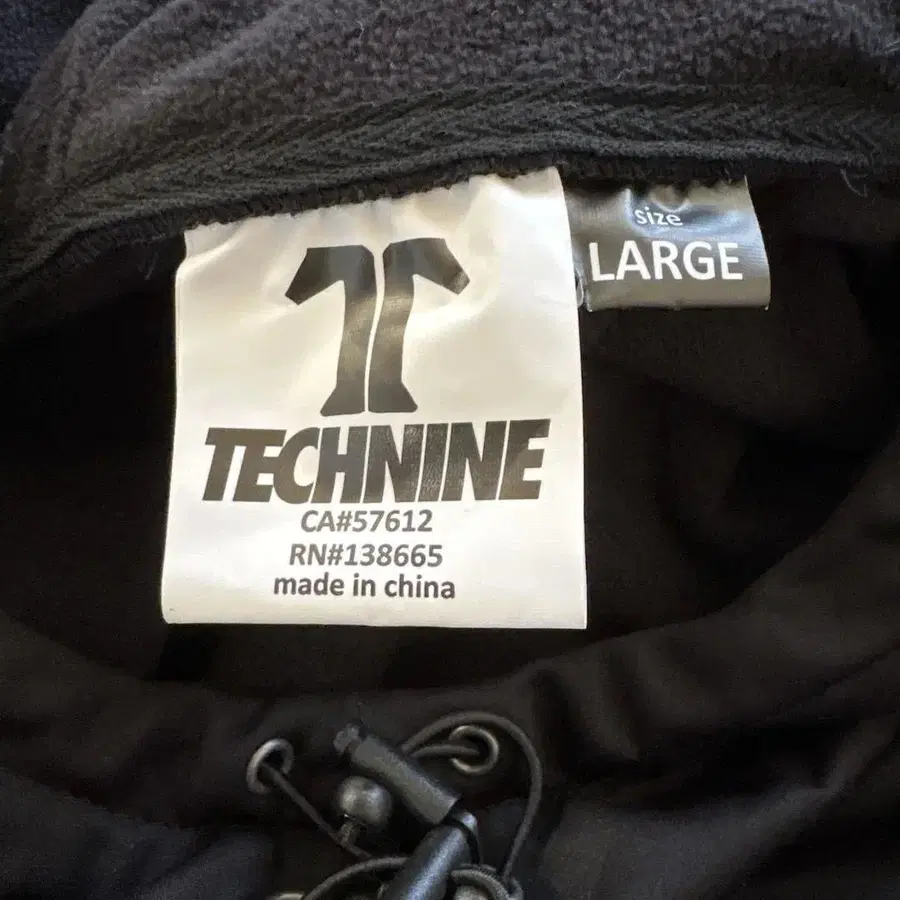 TECHNINE
CA#57612
RN#138665
made in china
size
LARGE